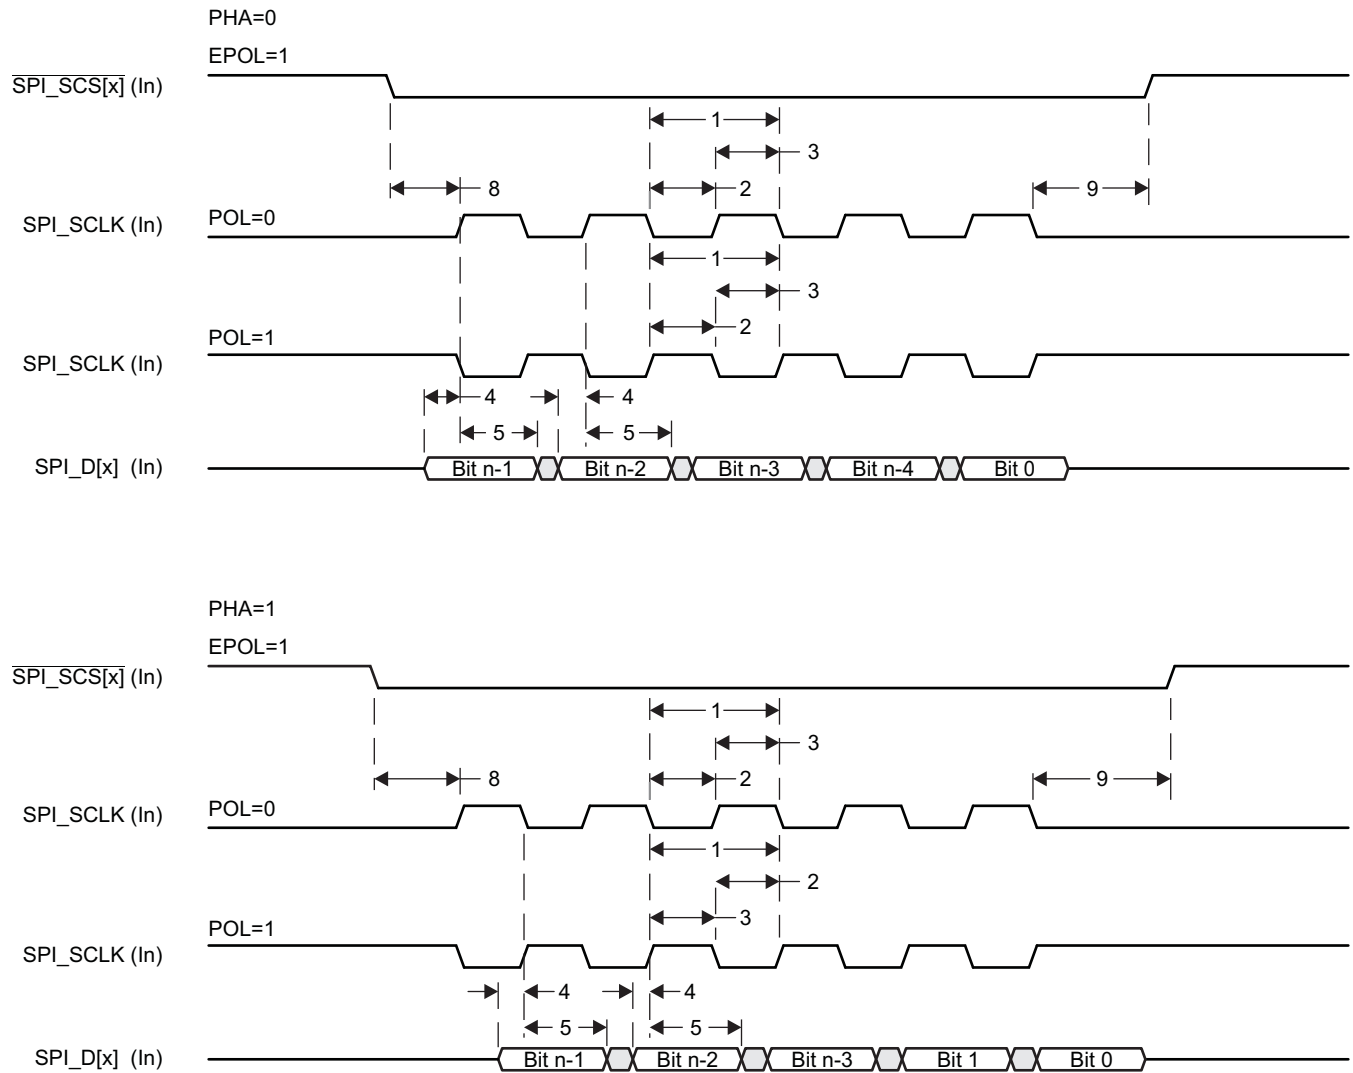 PHA=0
EPOL=1
SPI_SCS[x] (In)
1
3
8
2
9
SPI_SCLK (In)
POL=0
1
3
2
POL=1
SPI_SCLK (In)
4
4
5
5
SPI_D[x] (In)
Bit n-1
Bit n-2
Bit n-3
Bit n-4
Bit 0
PHA=1
EPOL=1
SPI_SCS[x] (In)
1
3
8
2
9
SPI_SCLK (In)
POL=0
1
2
3
POL=1
SPI_SCLK (In)
4
4
5
5
SPI_D[x] (In)
Bit n-1
Bit n-2
Bit n-3
Bit 1
Bit 0